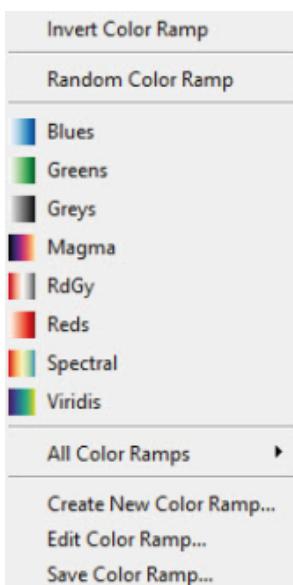 Invert Color Ramp
Random Color Ramp
Blues
Greens
Greys
Magma
RdGy
Reds
Spectral
Viridis
All Color Ramps
Create New Color Ramp...
Edit Color Ramp...
Save Color Ramp...